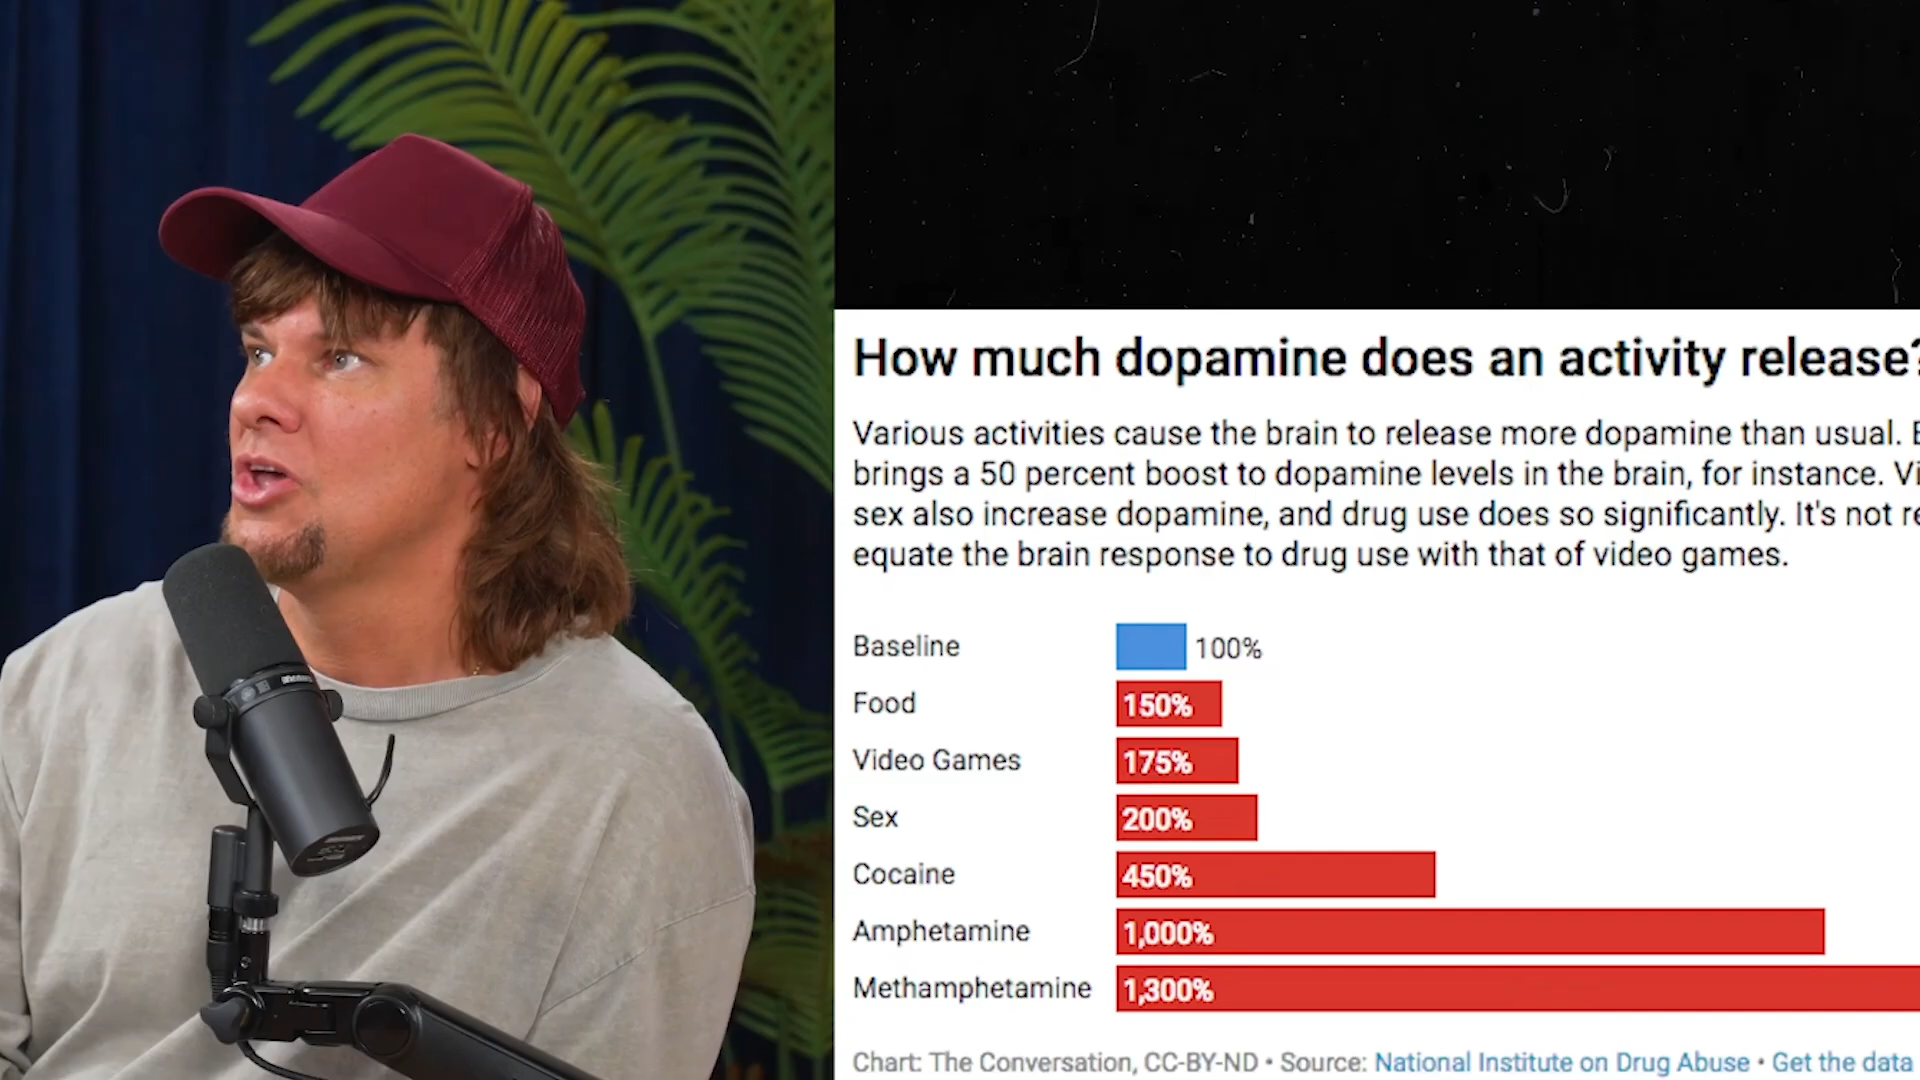 How much dopamine does an activity release?
Various activities cause the brain to release more dopamine than usual.
brings a 50 percent boost to dopamine levels in the brain, for instance.
sex also increase dopamine, and drug use does so significantly. It's not
equate the brain response to drug use with that of video games.
Baseline 100%
Food 150%
Video Games 175%
Sex 200%
Cocaine 450%
Amphetamine 1,000%
Methamphetamine 1,300%
Chart: The Conversation, CC-BY-ND • Source: National Institute on Drug Abuse • Get the data